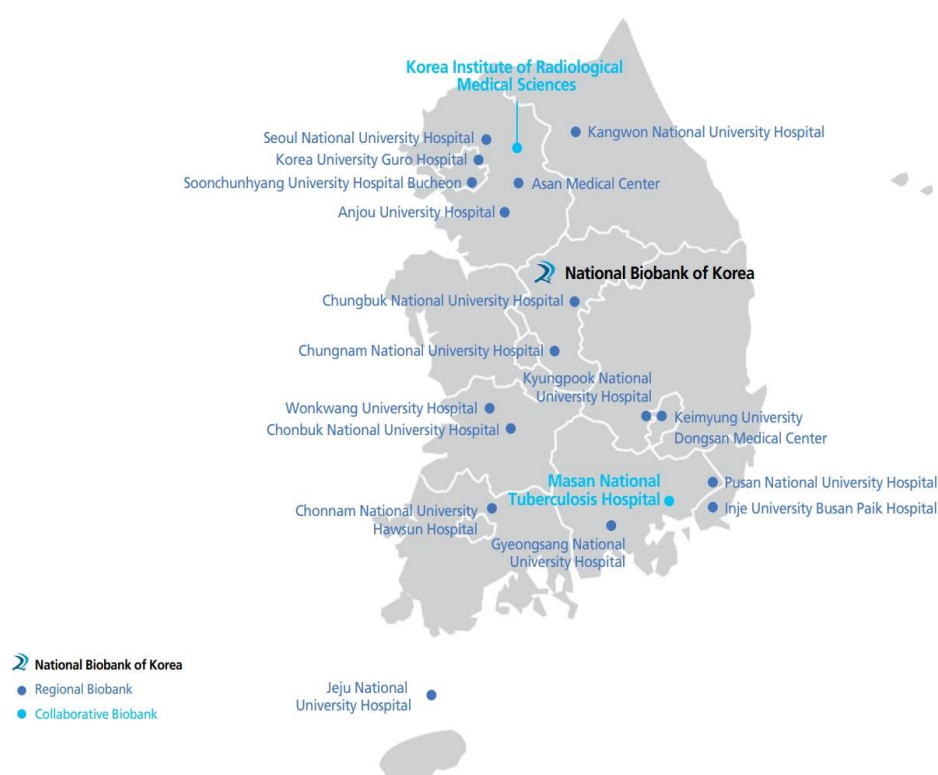 Korea Institute of Radiological
Medical Sciences
Kangwon National University Hospital
Seoul National University Hospital
Korea University Guro Hospital
Soonchunhyang University Hospital Bucheon
Asan Medical Center
Anjou University Hospital
National Biobank of Korea
Chungbuk National University Hospital
Chungnam National University Hospital
Kyungpook National
University Hospital
Wonkwang University Hospital
Keimyung University
Dongsan Medical Center
Chonbuk National University Hospital
Masan National
Tuberculosis Hospital
Pusan National University Hospital
Inje University Busan Paik Hospital
Chonnam National University
Hawsun Hospital
Gyeongsang National
University Hospital
National Biobank of Korea
Regional Biobank
Collaborative Biobank
Jeju National
University Hospital